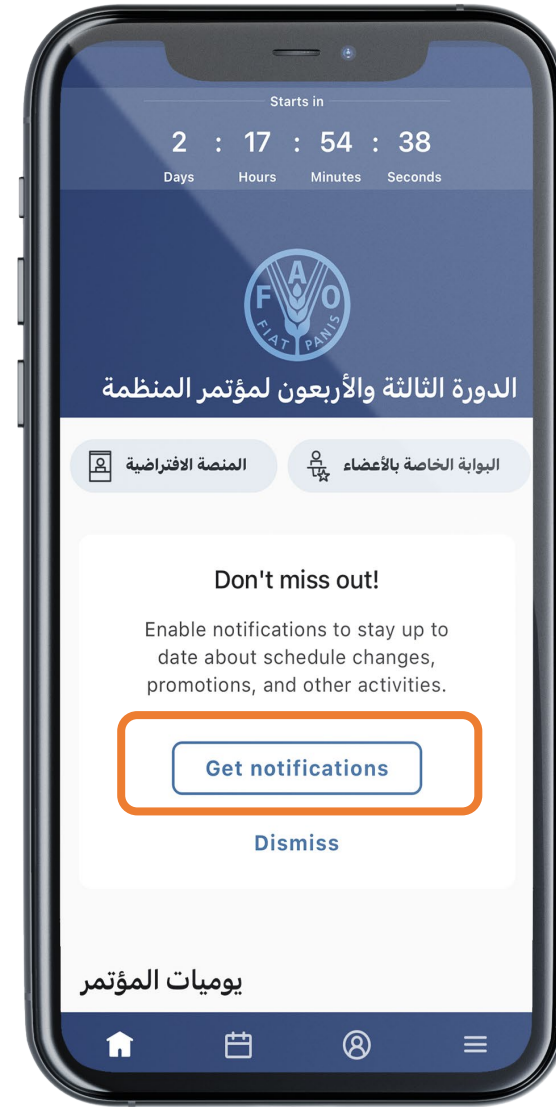 Starts in
2 : 17 : 54 : 38
Days Hours Minutes Seconds
F A O
FIAT PANIS
الدورة الثالثة والأربعون لمؤتمر المنظمة
البوابة الخاصة بالأعضاء المنصة الافتراضية
Don't miss out!
Enable notifications to stay up to
date about schedule changes,
promotions, and other activities.
Get notifications
Dismiss
يوميات المؤتمر